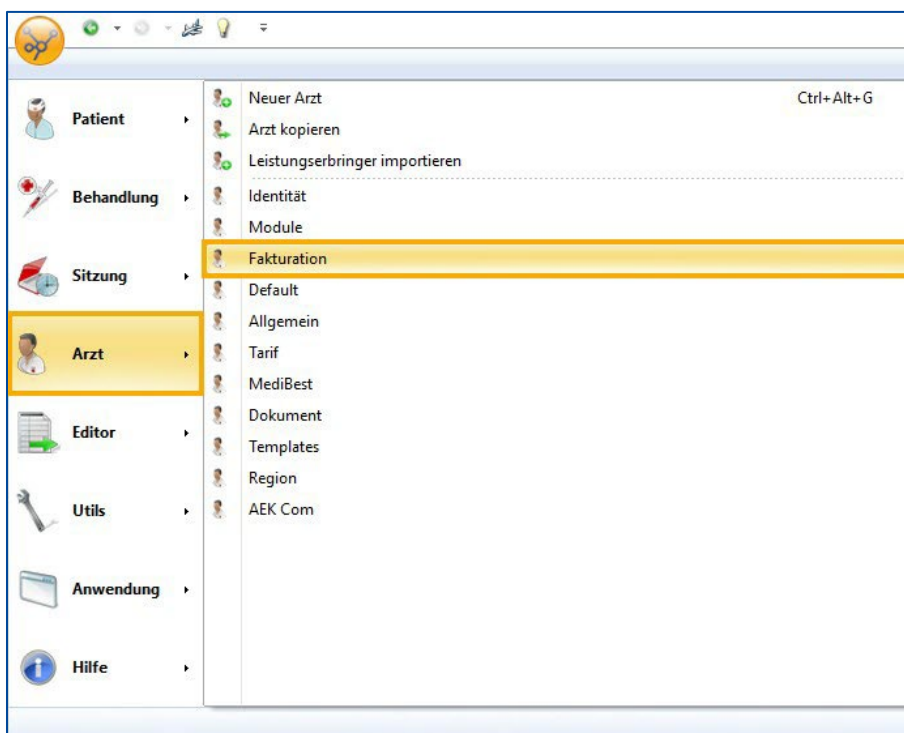 Patient
Behandlung
Sitzung
Arzt
Editor
Utils
Anwendung
Hilfe
Neuer Arzt Ctrl+Alt+G
Arzt kopieren
Leistungserbringer importieren
Identität
Module
Fakturation
Default
Allgemein
Tarif
MediBest
Dokument
Templates
Region
AEK Com